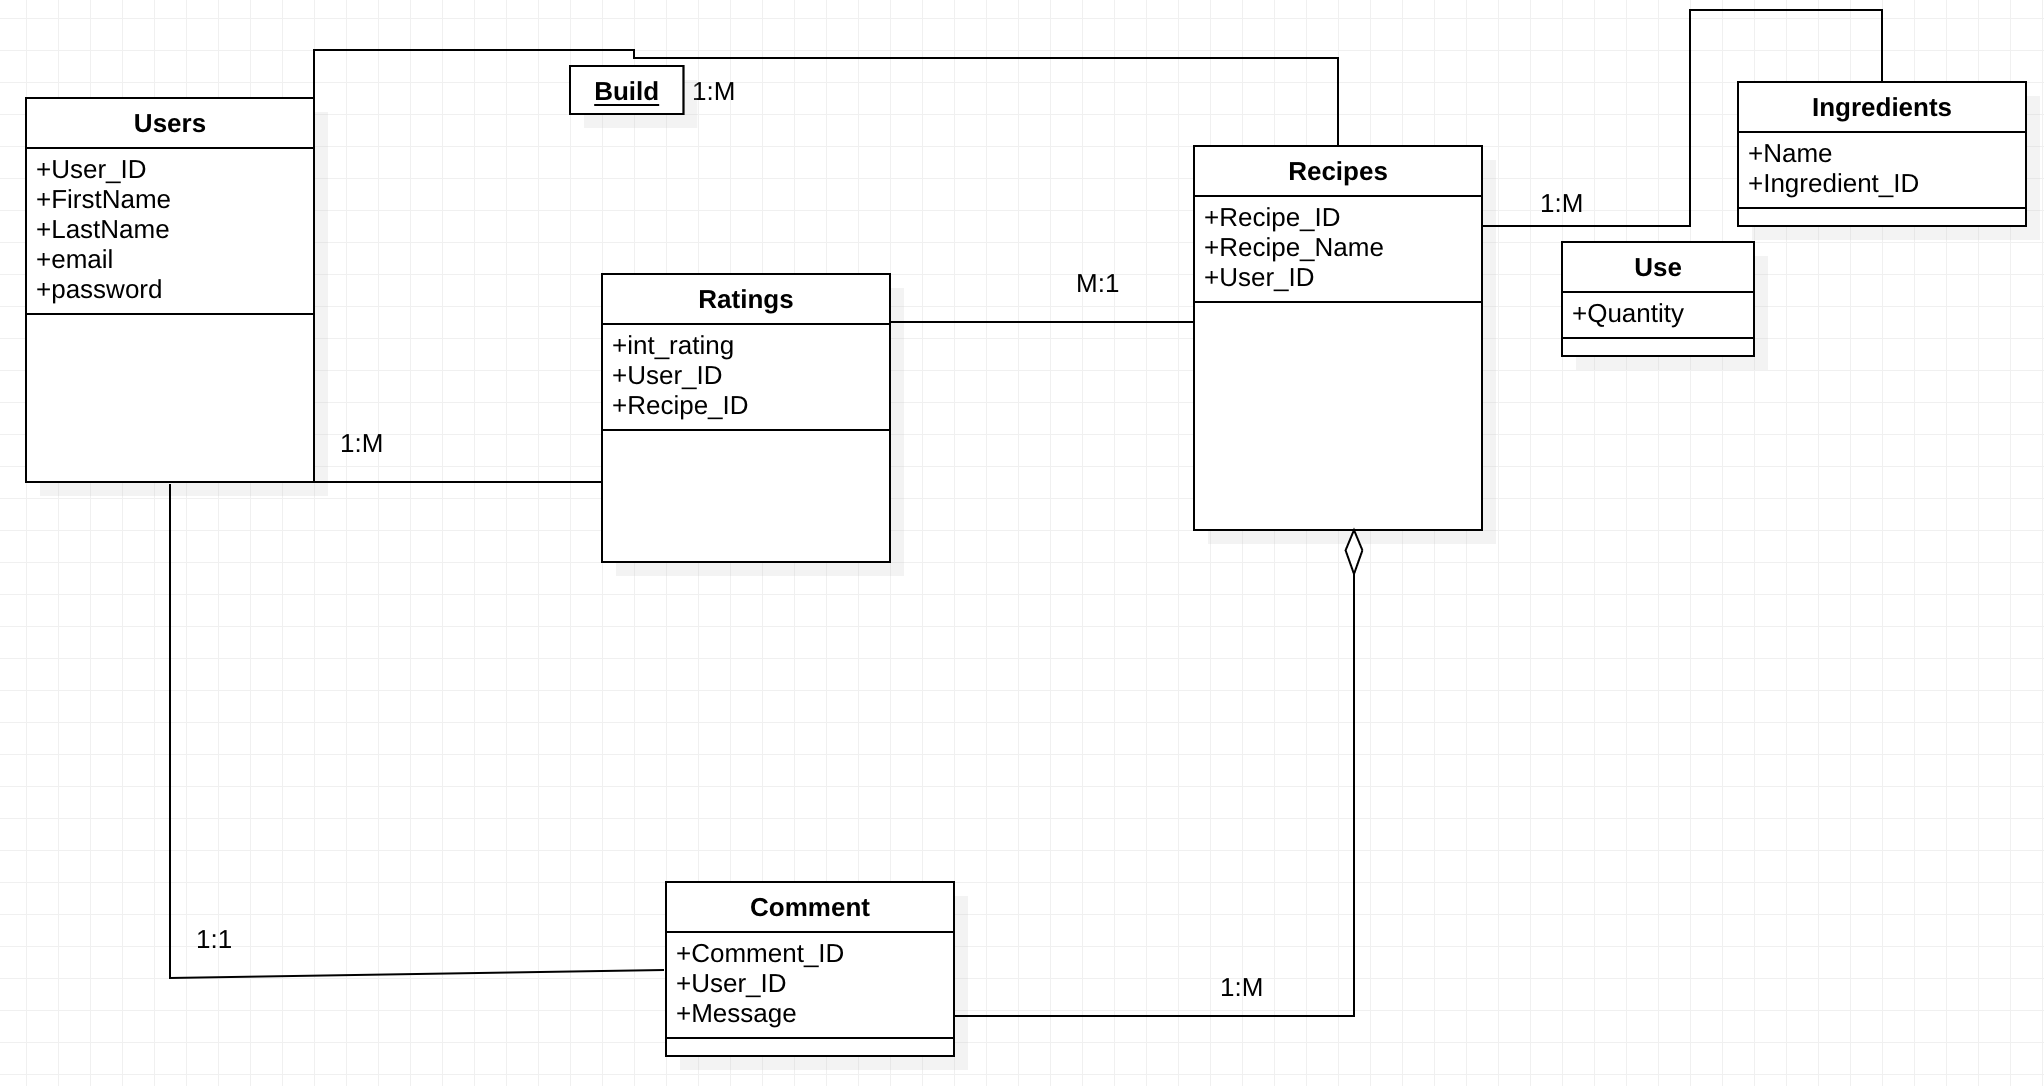 Build
1:M
Users
+User_ID
+FirstName
+LastName
+email
+password
Ingredients
+Name
+Ingredient_ID
Recipes
+Recipe_ID
+Recipe_Name
+User_ID
1:M
Use
+Quantity
Ratings
+int_rating
+User_ID
+Recipe_ID
M:1
1:M
Comment
+Comment_ID
+User_ID
+Message
1:1
1:M